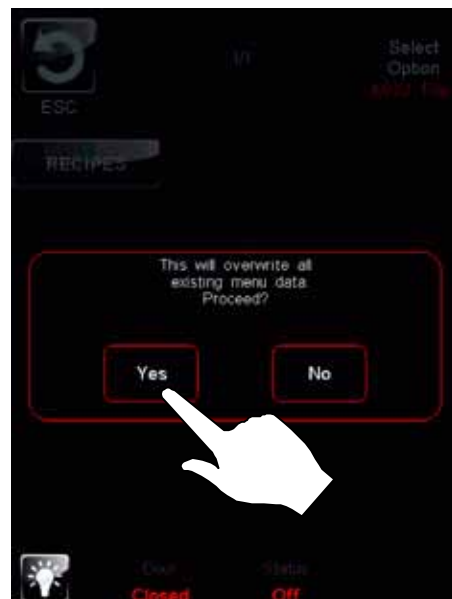 1/1
Select
Option
ESC
RECIPES
This will overwrite all
existing menu data.
Proceed?
Yes
No
Door
Status
Closed
Off